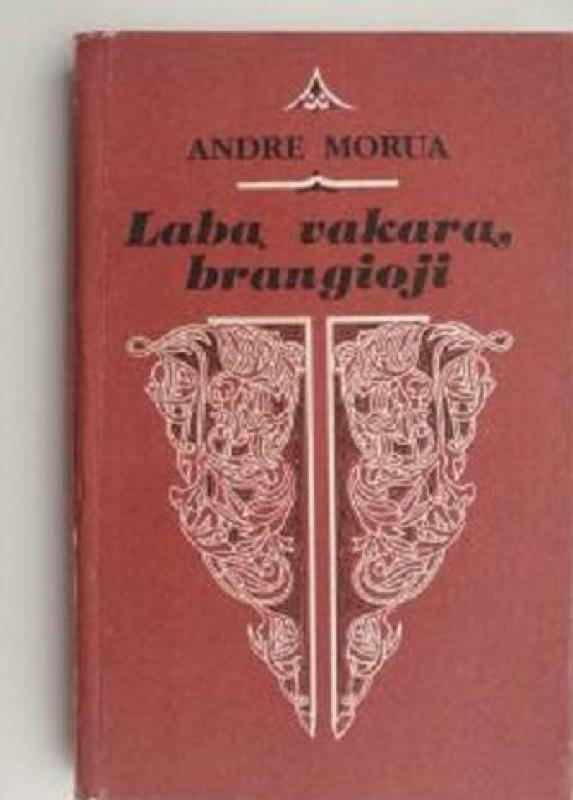 ANDRE MORUA
Labą vakarą,
brangioji